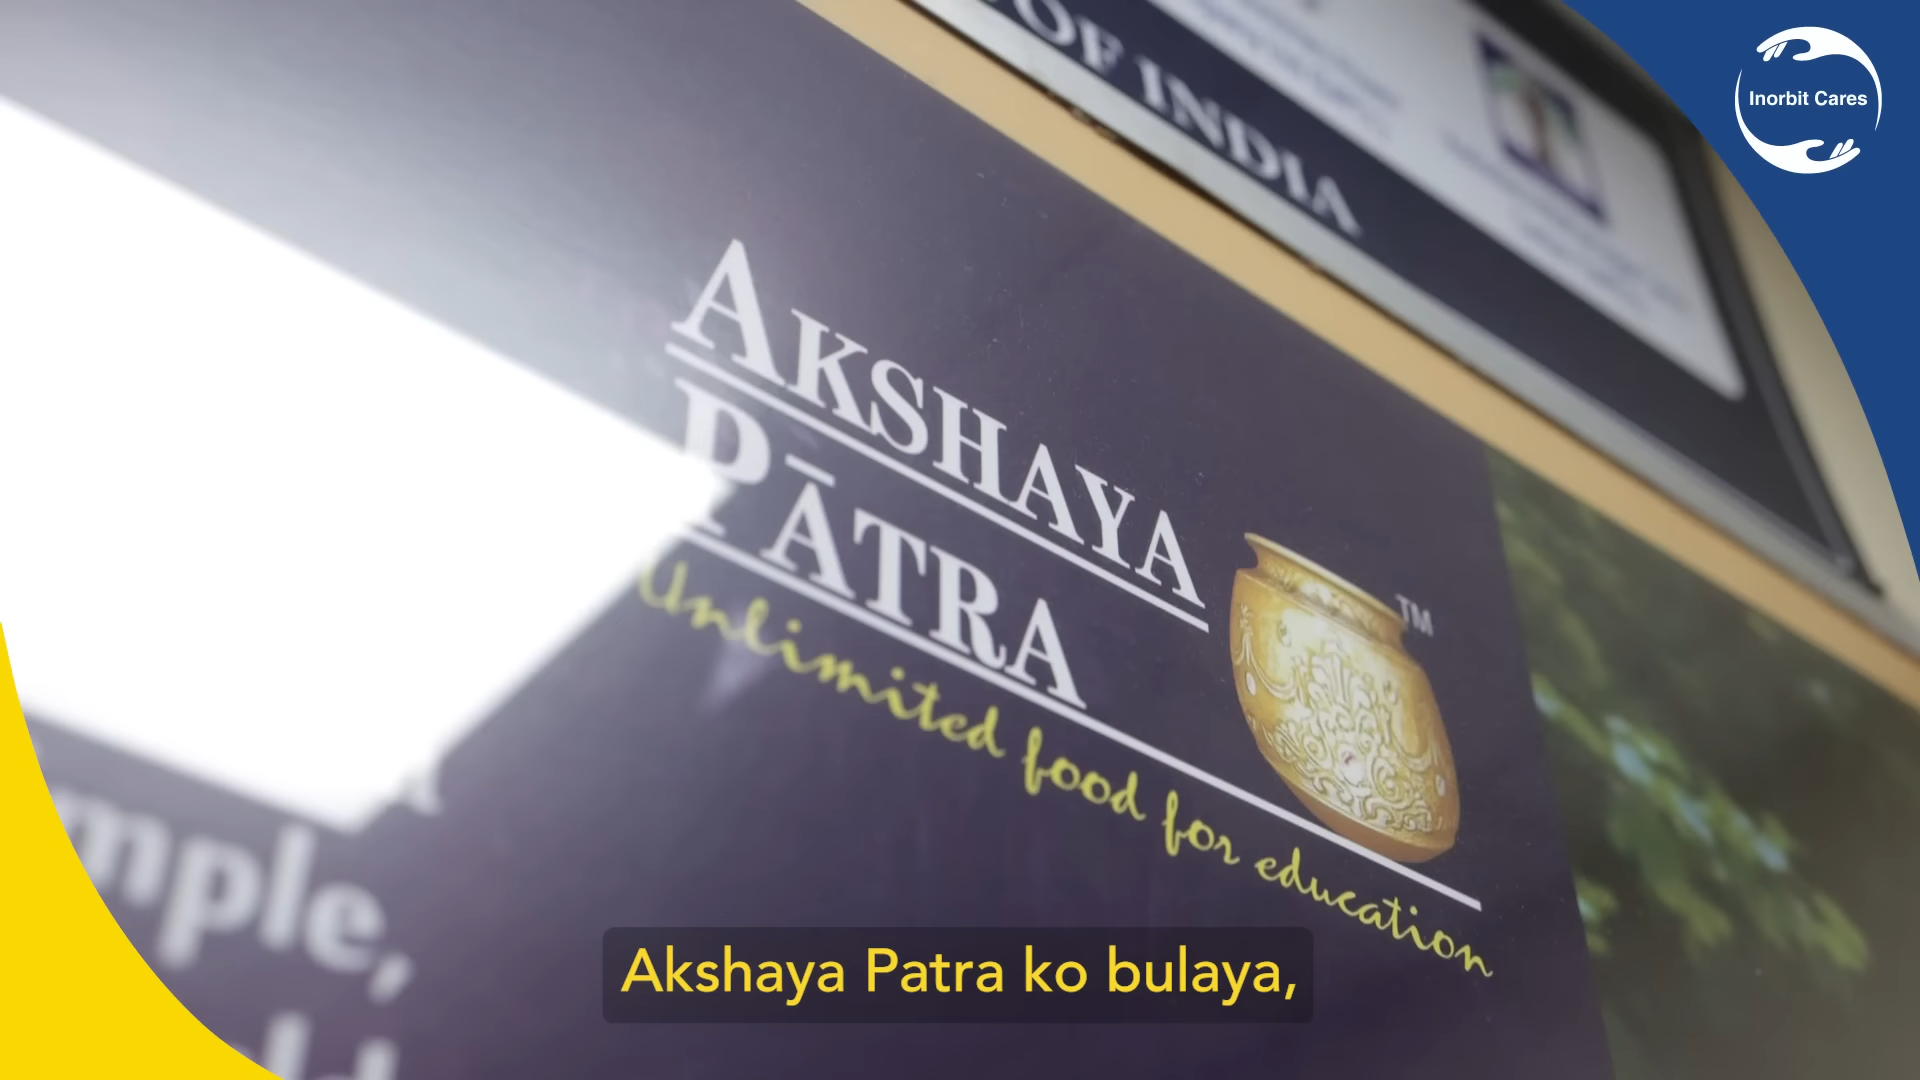 OF INDIA
Inorbit Cares
AKSHAYA
PĀTRA
TM
Unlimited food for education
mple,
Akshaya Patra ko bulaya,